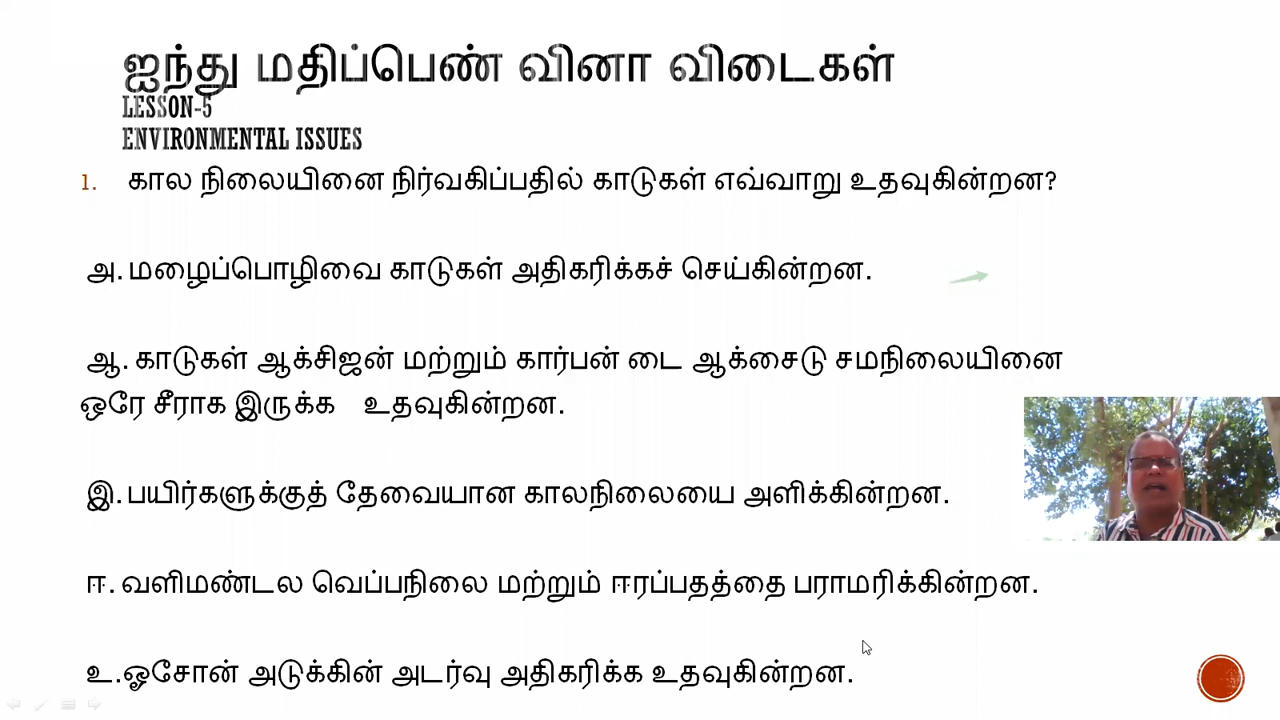 ஐந்து மதிப்பெண் வினா விடைகள்
LESSON-5
ENVIRONMENTAL ISSUES
1. கால நிலையினை நிர்வகிப்பதில் காடுகள் எவ்வாறு உதவுகின்றன?
அ. மழைப்பொழிவை காடுகள் அதிகரிக்கச் செய்கின்றன.
ஆ. காடுகள் ஆக்சிஜன் மற்றும் கார்பன் டை ஆக்சைடு சமநிலையினை
ஒரே சீராக இருக்க உதவுகின்றன.
இ. பயிர்களுக்குத் தேவையான காலநிலையை அளிக்கின்றன.
ஈ. வளிமண்டல வெப்பநிலை மற்றும் ஈரப்பதத்தை பராமரிக்கின்றன.
உ.ஓசோன் அடுக்கின் அடர்வு அதிகரிக்க உதவுகின்றன.